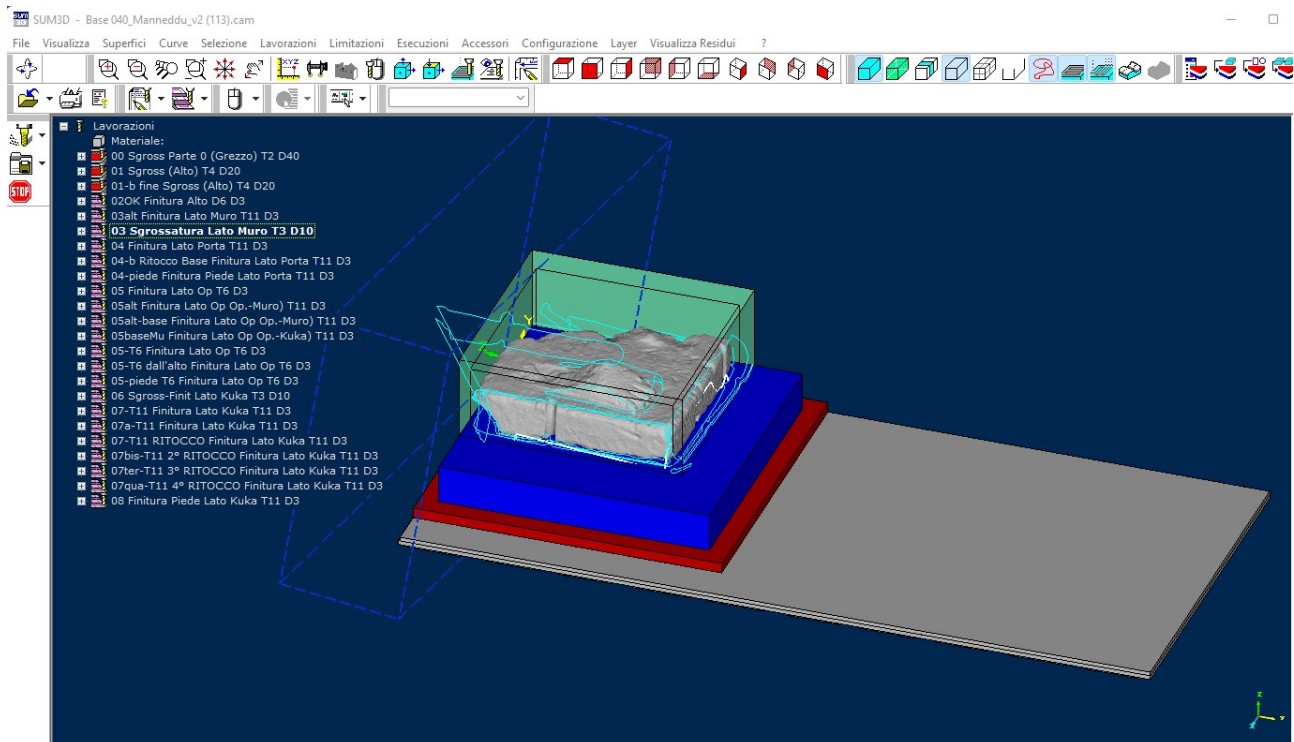 SUM3D - Base 040_Manneddu_v2 (113).cam
File Visualizza Superfici Curve Selezione Lavorazioni Limitazioni Esecuzioni Accessori Configurazione Layer Visualizza Residui ?
XYZ
STOP
Lavorazioni
Materiale:
00 Sgross Parte 0 (Grezzo) T2 D40
01 Sgross (Alto) T4 D20
01-b fine Sgross (Alto) T4 D20
02OK Finitura Alto D6 D3
03alt Finitura Lato Muro T11 D3
03 Sgrossatura Lato Muro T3 D10
04 Finitura Lato Porta T11 D3
04-b Ritocco Base Finitura Lato Porta T11 D3
04-piede Finitura Piede Lato Porta T11 D3
05 Finitura Lato Op T6 D3
05alt Finitura Lato Op Op.-Muro) T11 D3
05alt-base Finitura Lato Op Op.-Muro) T11 D3
05baseMu Finitura Lato Op Op.-Kuka) T11 D3
05-T6 Finitura Lato Op T6 D3
05-T6 dall'alto Finitura Lato Op T6 D3
05-piede T6 Finitura Lato Op T6 D3
06 Sgross-Finit Lato Kuka T3 D10
07-T11 Finitura Lato Kuka T11 D3
07a-T11 Finitura Lato Kuka T11 D3
07-T11 RITOCCO Finitura Lato Kuka T11 D3
07bis-T11 2° RITOCCO Finitura Lato Kuka T11 D3
07ter-T11 3° RITOCCO Finitura Lato Kuka T11 D3
07qua-T11 4° RITOCCO Finitura Lato Kuka T11 D3
08 Finitura Piede Lato Kuka T11 D3
Y
z
x
y